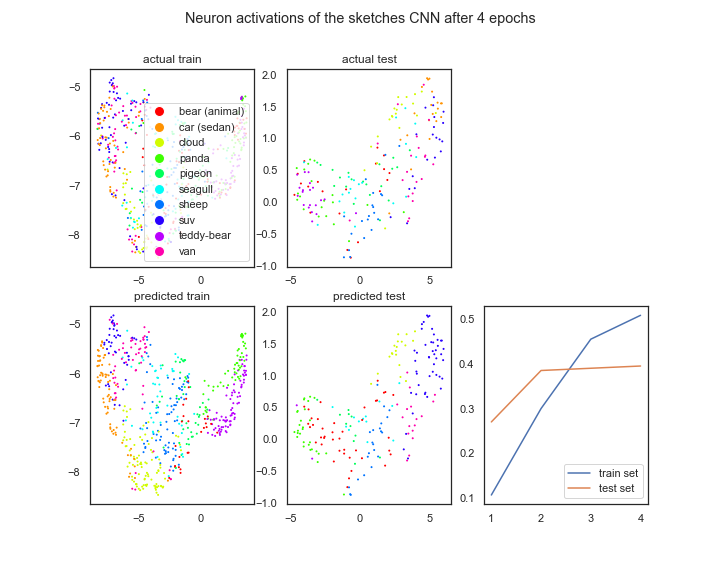 Neuron activations of the sketches CNN after 4 epochs
actual train
actual test
−5
−6
−7
−8
−5
0
bear (animal)
car (sedan)
cloud
panda
pigeon
seagull
sheep
suv
teddy-bear
van
2.0
1.5
1.0
0.5
0.0
−0.5
−1.0
−5
0
5
predicted train
predicted test
−5
−6
−7
−8
−5
0
2.0
1.5
1.0
0.5
0.0
−0.5
−1.0
−5
0
5
0.5
0.4
0.3
0.2
0.1
train set
test set
1
2
3
4